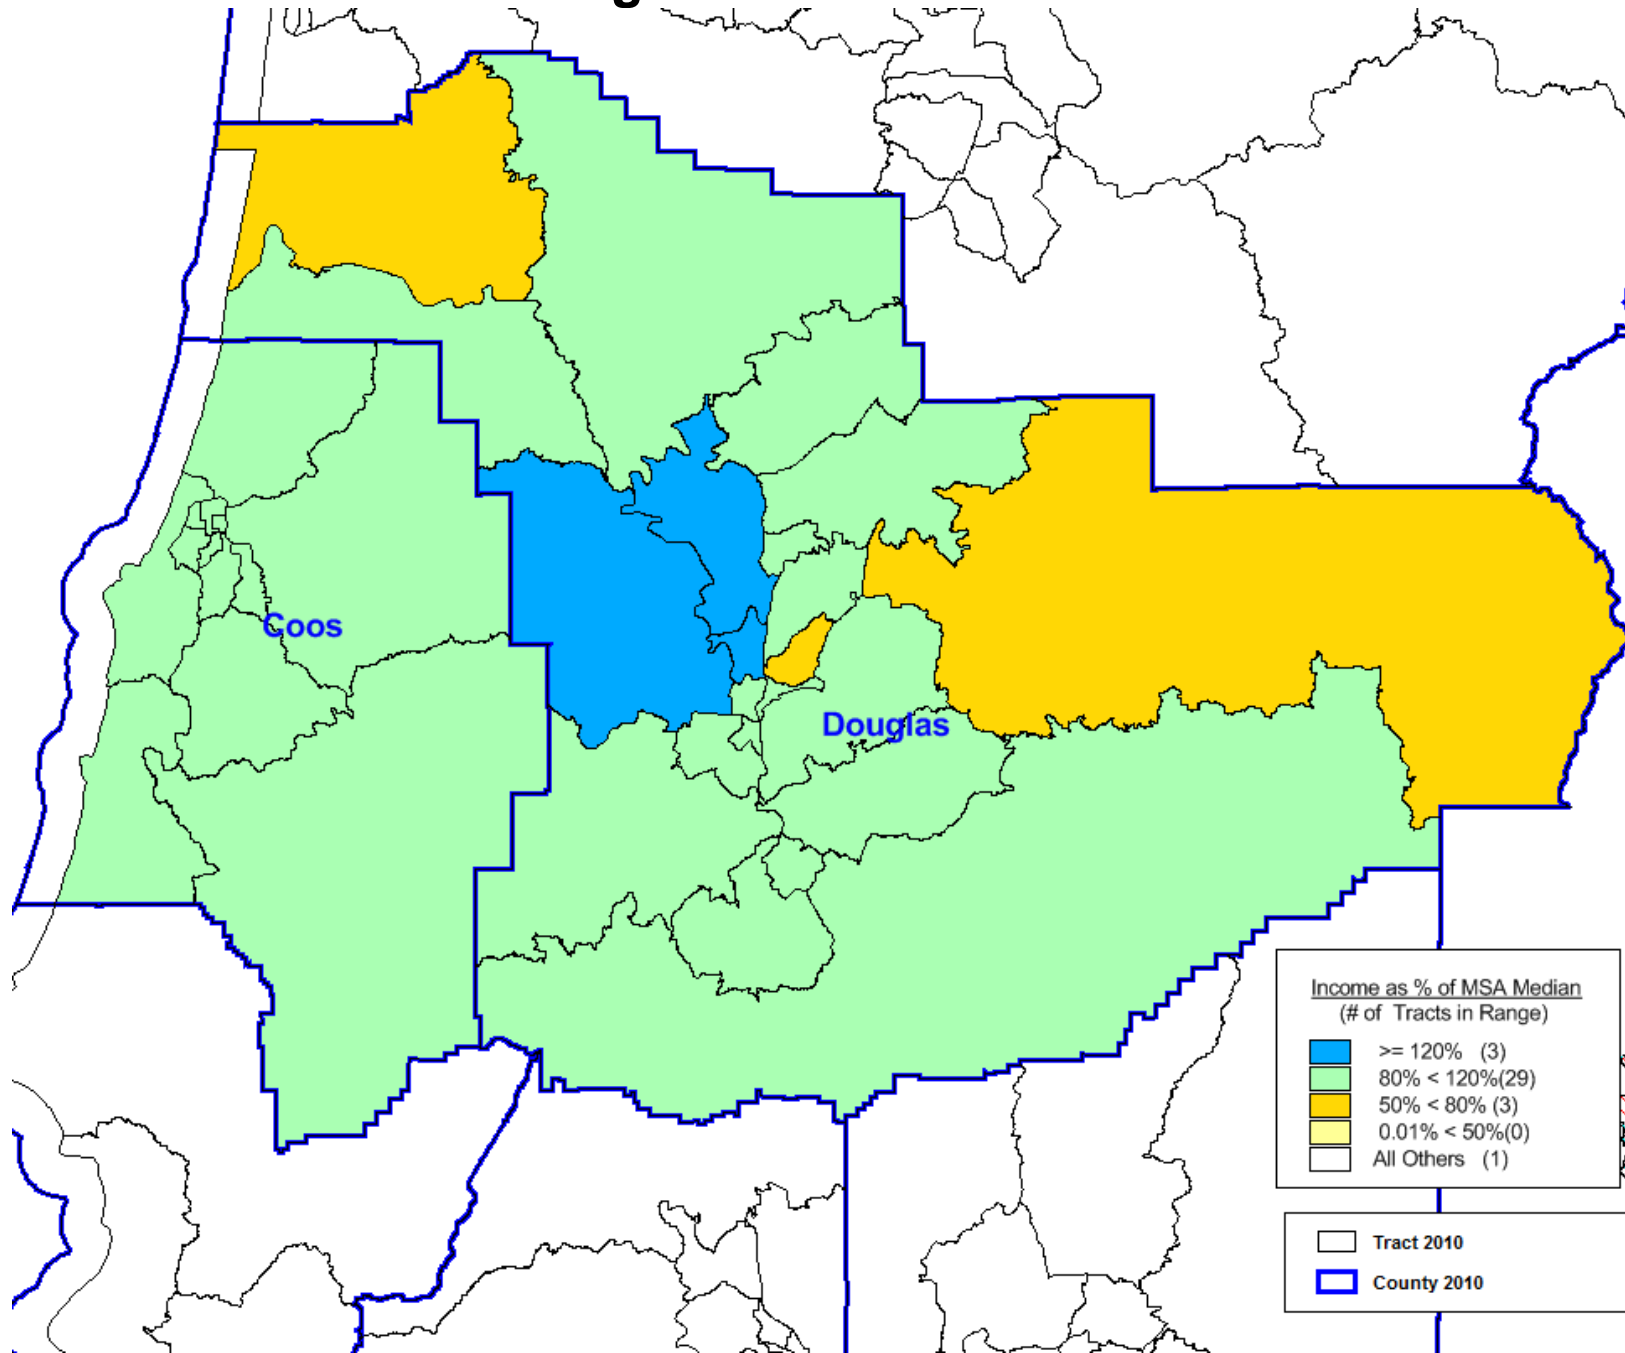 Coos
Douglas
Income as % of MSA Median
(# of Tracts in Range)
>= 120% (3)
80% < 120%(29)
50% < 80% (3)
0.01% < 50%(0)
All Others (1)
Tract 2010
County 2010